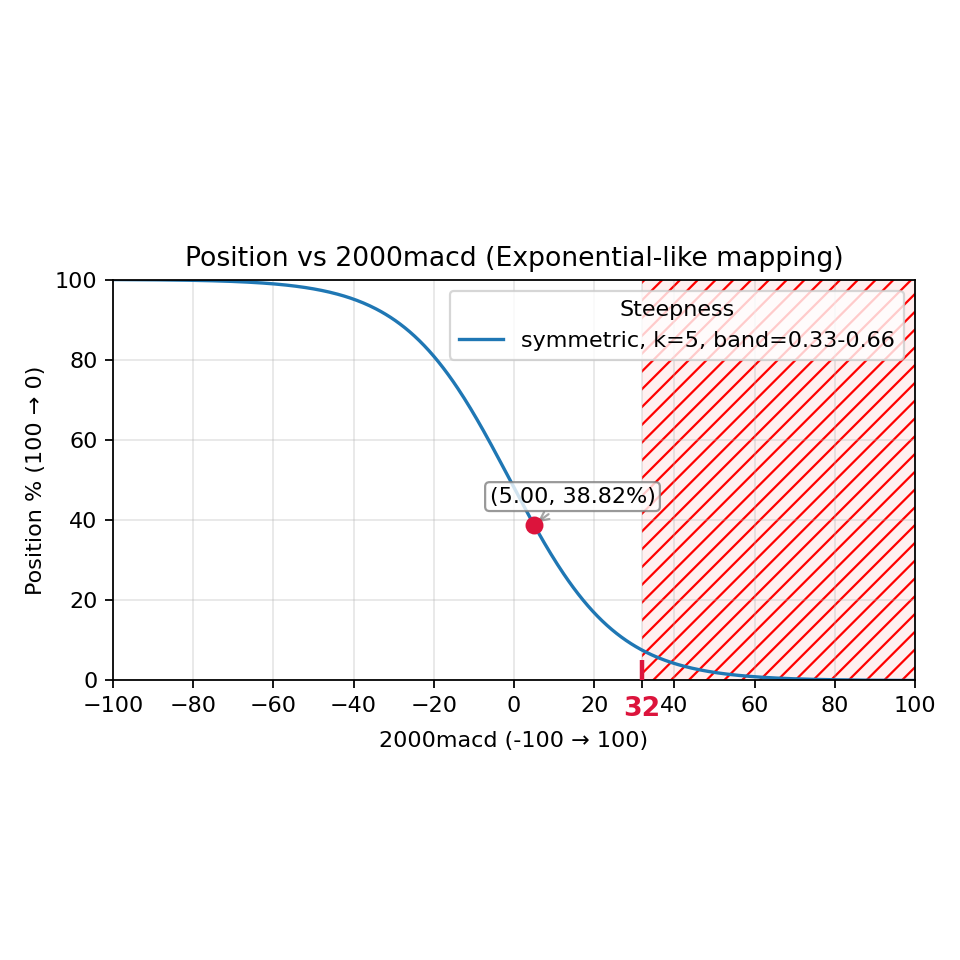 Position vs 2000macd (Exponential-like mapping)
Position % (100 → 0)
100
80
60
40
20
0
Steepness
symmetric, k=5, band=0.33-0.66
(5.00, 38.82%)
−100 −80 −60 −40 −20 0 20 32 40 60 80 100
2000macd (-100 → 100)